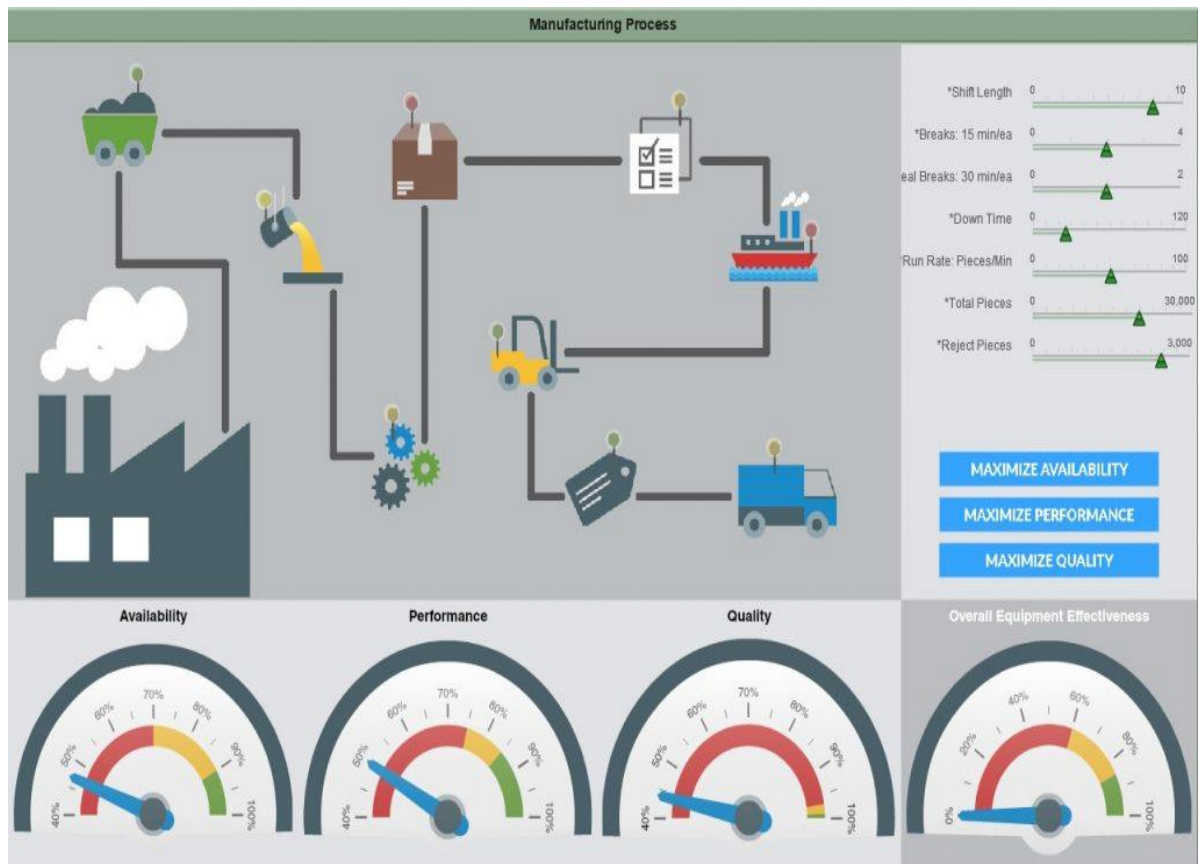 Manufacturing Process
*Shift Length 0 10
*Breaks: 15 min/ea 0 4
eal Breaks: 30 min/ea 0 2
*Down Time 0 120
*Run Rate: Pieces/Min 0 100
*Total Pieces 0 30,000
*Reject Pieces 0 3,000
MAXIMIZE AVAILABILITY
MAXIMIZE PERFORMANCE
MAXIMIZE QUALITY
Availability
40% 50% 60% 70% 80% 90% 100%
Performance
40% 50% 60% 70% 80% 90% 100%
Quality
40% 50% 60% 70% 80% 90% 100%
Overall Equipment Effectiveness
0% 20% 40% 60% 80% 100%